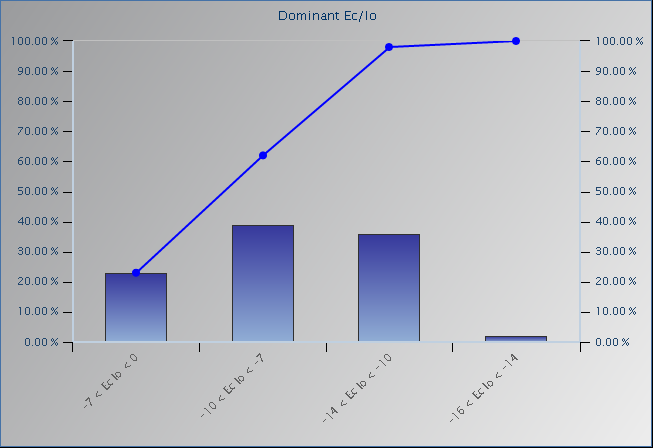 Dominant Ec/Io
100.00 % 100.00 %
90.00 % 90.00 %
80.00 % 80.00 %
70.00 % 70.00 %
60.00 % 60.00 %
50.00 % 50.00 %
40.00 % 40.00 %
30.00 % 30.00 %
20.00 % 20.00 %
10.00 % 10.00 %
0.00 % 0.00 %
-7 < Ec Io < 0
-10 < Ec Io < -7
-14 < Ec Io < -10
-16 < Ec Io < -14